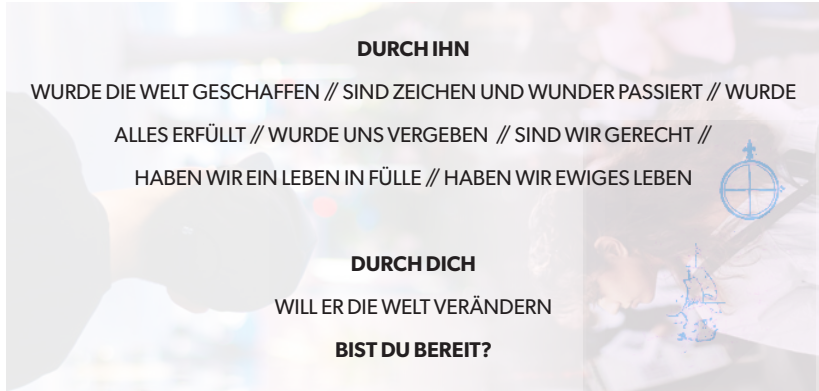 DURCH IHN
WURDE DIE WELT GESCHAFFEN // SIND ZEICHEN UND WUNDER PASSIERT // WURDE
ALLES ERFÜLLT // WURDE UNS VERGEBEN // SIND WIR GERECHT //
HABEN WIR EIN LEBEN IN FÜLLE // HABEN WIR EWIGES LEBEN
DURCH DICH
WILL ER DIE WELT VERÄNDERN
BIST DU BEREIT?